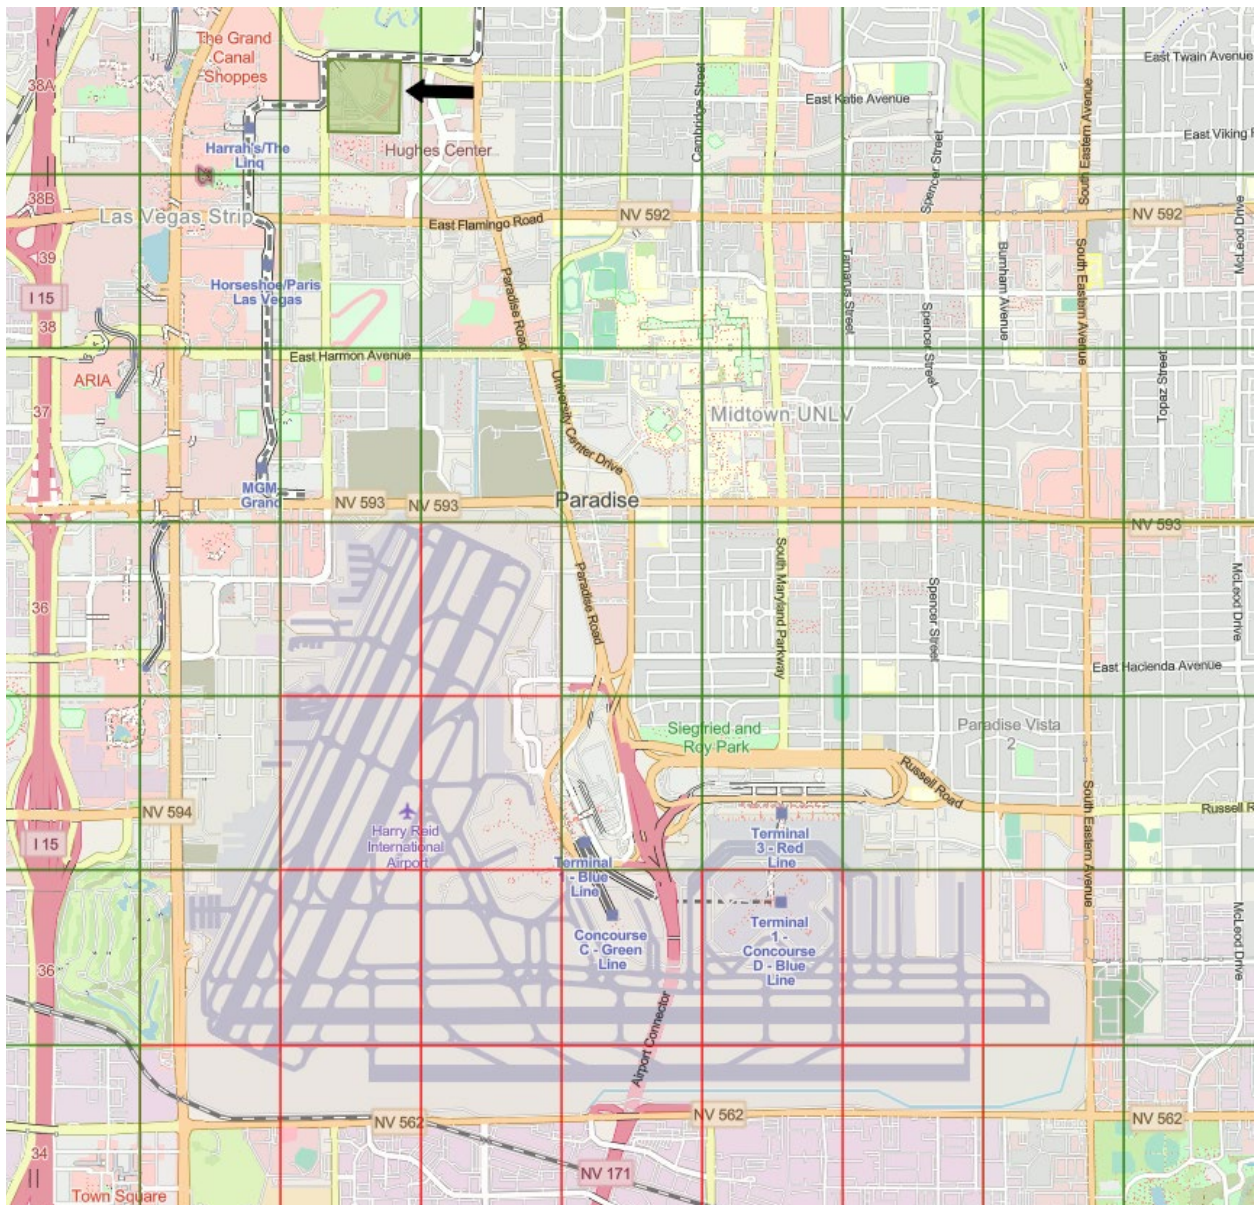 The Grand
Canal
Shoppes
38A
East Twain Avenue
Cambridge Street
East Katie Avenue
South Eastern Avenue
Spencer Street
East Viking
Harrah's/The
Linq
Hughes Center
38B
Las Vegas Strip
East Flamingo Road
NV 592
NV 592
McLeod Drive
39
Horseshoe/Paris
Las Vegas
I 15
Paradise Road
Tamarus Street
Burnham Avenue
South Eastern Avenue
Spencer Street
38
East Harmon Avenue
ARIA
University Center Drive
Topaz Street
37
Midtown UNLV
MGM
Grand
NV 593
NV 593
Paradise
NV 593
36
Paradise Road
South Maryland Parkway
Spencer Street
McLeod Drive
East Hacienda Avenue
Siegfried and
Roy Park
Paradise Vista
2
Russell Road
South Eastern Avenue
NV 594
Russell R
Harry Reid
International
Airport
I 15
Terminal
3 - Red
Line
Terminal
1 - Blue
Line
Concourse
C - Green
Line
Terminal
1 -
Concourse
D - Blue
Line
McLeod Drive
36
Airport Connector
NV 562
NV 562
NV 562
34
NV 171
Town Square